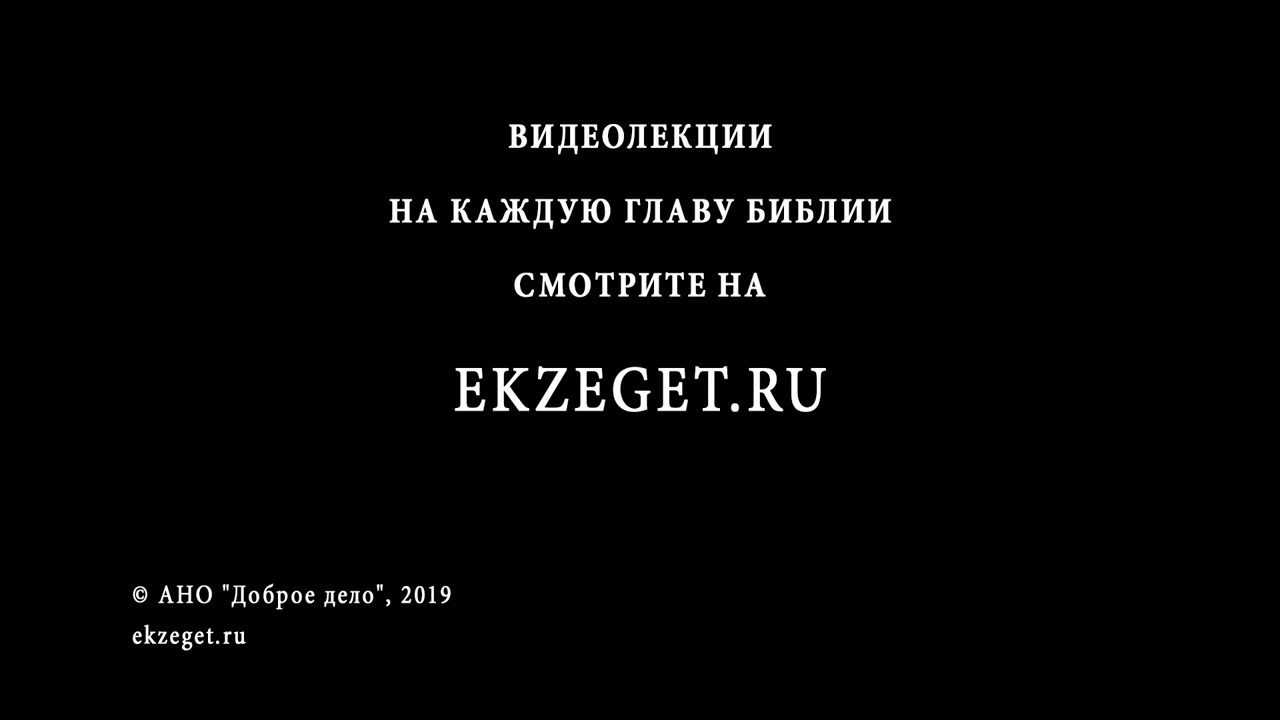 ВИДЕОЛЕКЦИИ
НА КАЖДУЮ ГЛАВУ БИБЛИИ
СМОТРИТЕ НА
EKZEGET.RU
© АНО "Доброе дело", 2019
ekzeget.ru